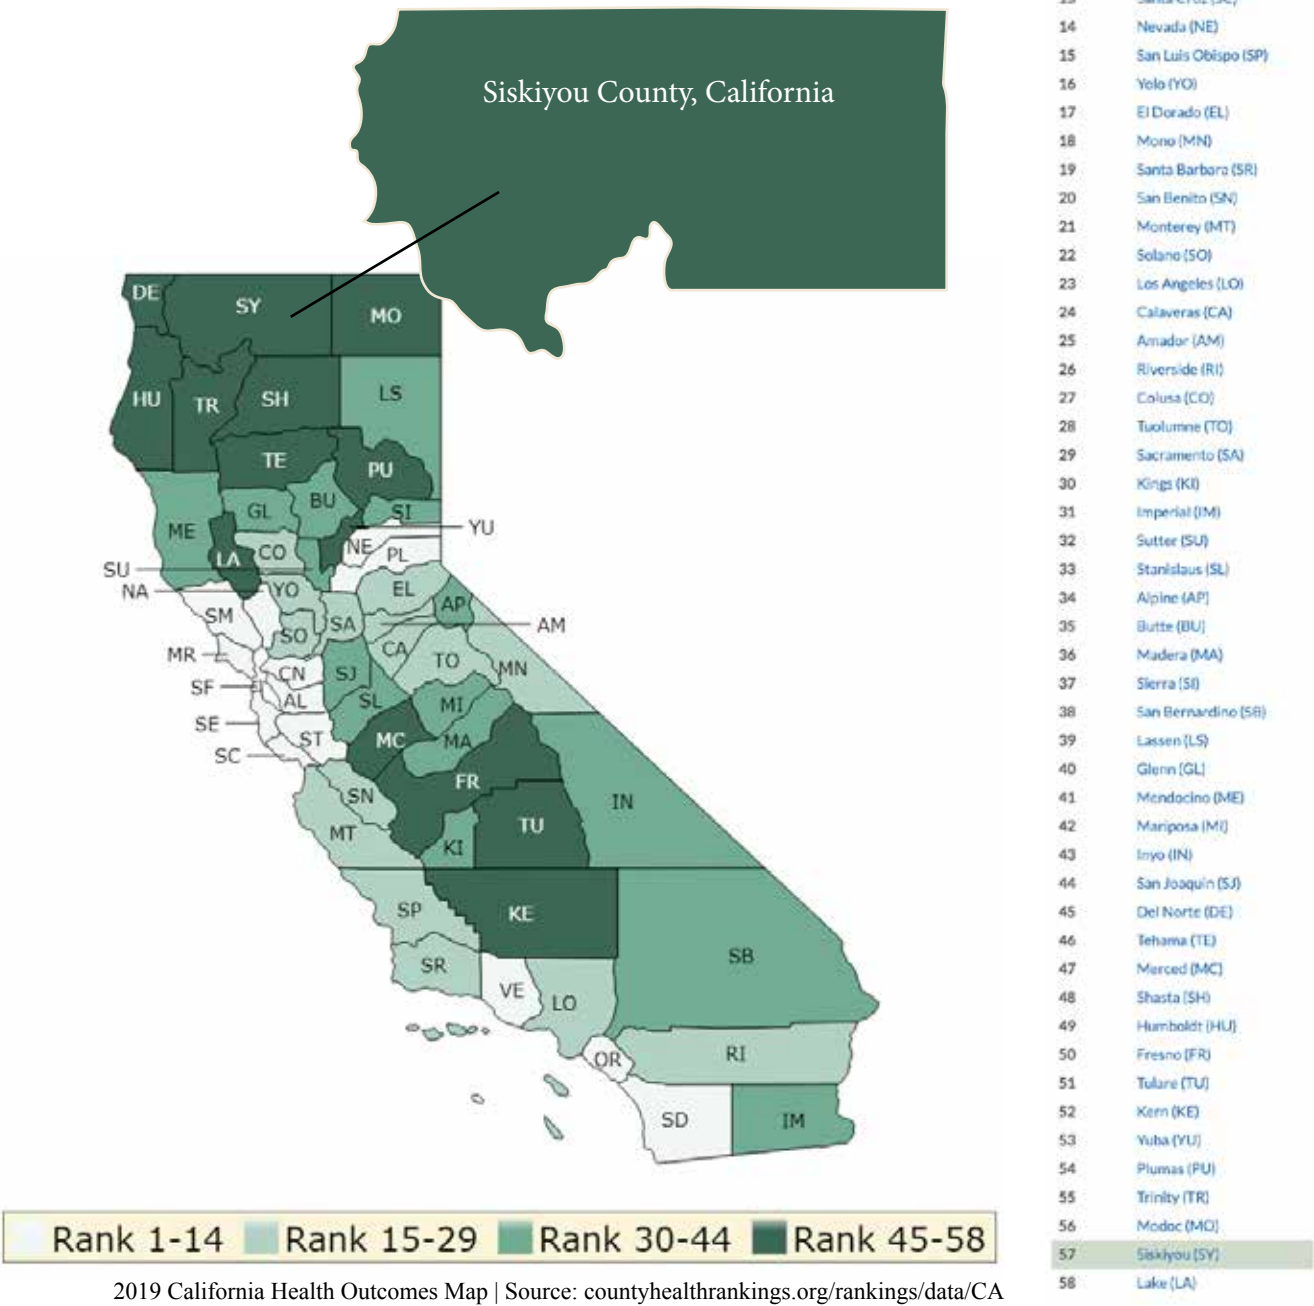 Siskiyou County, California
DE
SY
MO
HU
TR
SH
LS
TE
PU
GL
BU
SI
ME
YU
LA
CO
NE
PL
SU
NA
YO
EL
AP
SM
SO
SA
AM
MR
CA
TO
MN
CN
SJ
SF
AL
SL
MI
SE
ST
MC
MA
SC
FR
SN
IN
MT
TU
KI
SP
KE
SR
SB
VE
LO
OR
RI
SD
IM
Rank 1-14
Rank 15-29
Rank 30-44
Rank 45-58
2019 California Health Outcomes Map | Source: countyhealthrankings.org/rankings/data/CA
14 Nevada (NE)
15 San Luis Obispo (SP)
16 Yolo (YO)
17 El Dorado (EL)
18 Mono (MN)
19 Santa Barbara (SR)
20 San Benito (SN)
21 Monterey (MT)
22 Solano (SO)
23 Los Angeles (LO)
24 Calaveras (CA)
25 Amador (AM)
26 Riverside (RI)
27 Colusa (CO)
28 Tuolumne (TO)
29 Sacramento (SA)
30 Kings (KI)
31 Imperial (IM)
32 Sutter (SU)
33 Stanislaus (SL)
34 Alpine (AP)
35 Butte (BU)
36 Madera (MA)
37 Sierra (SI)
38 San Bernardino (SB)
39 Lassen (LS)
40 Glenn (GL)
41 Mendocino (ME)
42 Mariposa (MI)
43 Inyo (IN)
44 San Joaquin (SJ)
45 Del Norte (DE)
46 Tehama (TE)
47 Merced (MC)
48 Shasta (SH)
49 Humboldt (HU)
50 Fresno (FR)
51 Tulare (TU)
52 Kern (KE)
53 Yuba (YU)
54 Plumas (PU)
55 Trinity (TR)
56 Modoc (MO)
57 Siskiyou (SY)
58 Lake (LA)